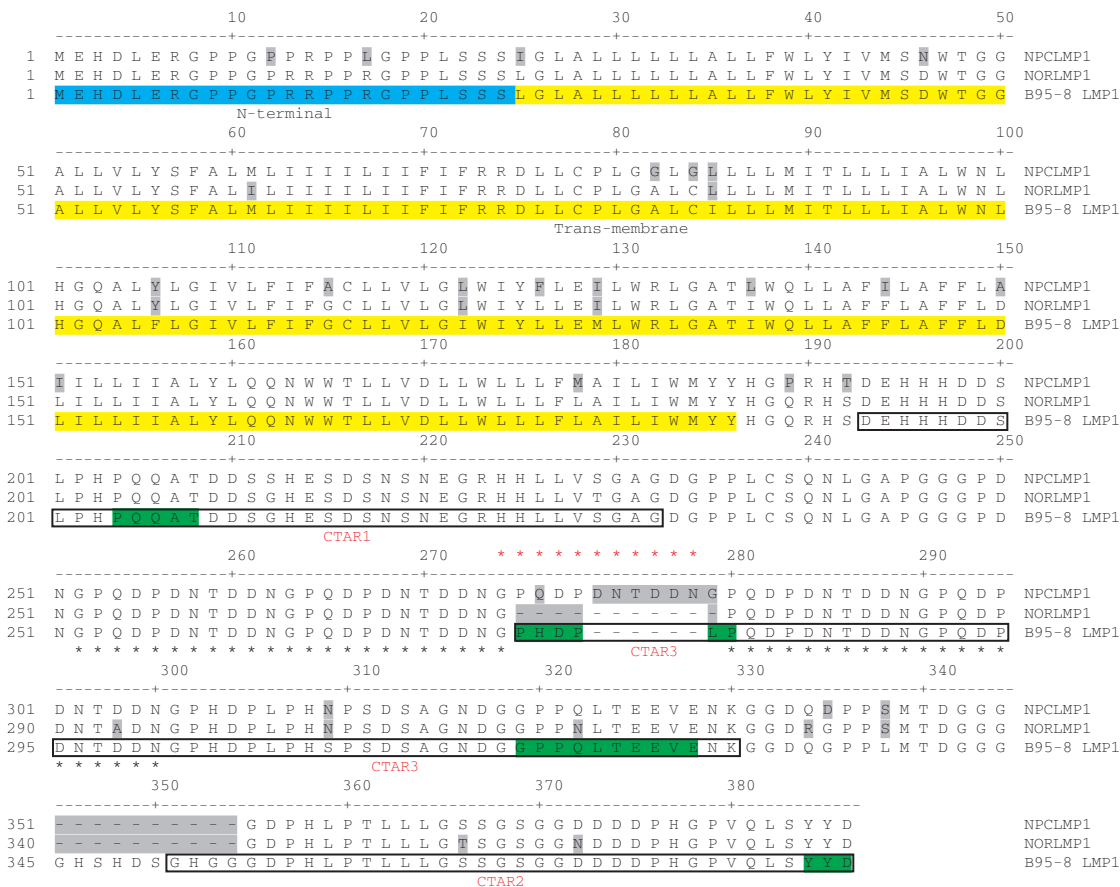 10 20 30 40 50
---------+---------+---------+---------+---------+
1 M E H D L E R G P P G P P R P P L G P P L S S S I G L A L L L L L L A L L F W L Y I V M S N W T G G NPCLMP1
1 M E H D L E R G P P G P R R P P R G P P L S S S L G L A L L L L L L A L L F W L Y I V M S D W T G G NORLMP1
1 M E H D L E R G P P G P R R P P R G P P L S S S L G L A L L L L L L A L L F W L Y I V M S D W T G G B95-8 LMP1
N-terminal
60 70 80 90 100
---------+---------+---------+---------+---------+
51 A L L V L Y S F A L M L I I I I L I I F I F R R D L L C P L G G L G L L L L M I T L L L I A L W N L NPCLMP1
51 A L L V L Y S F A L I L I I I I L I I F I F R R D L L C P L G A L C L L L L M I T L L L I A L W N L NORLMP1
51 A L L V L Y S F A L M L I I I I L I I F I F R R D L L C P L G A L C I L L L M I T L L L I A L W N L B95-8 LMP1
Trans-membrane
110 120 130 140 150
---------+---------+---------+---------+---------+
101 H G Q A L Y L G I V L F I F A C L L V L G L W I Y F L E I L W R L G A T L W Q L L A F I L A F F L A NPCLMP1
101 H G Q A L Y L G I V L F I F G C L L V L G L W I Y L L E I L W R L G A T I W Q L L A F F L A F F L D NORLMP1
101 H G Q A L F L G I V L F I F G C L L V L G I W I Y L L E M L W R L G A T I W Q L L A F F L A F F L D B95-8 LMP1
160 170 180 190 200
---------+---------+---------+---------+---------+
151 I I L L I I A L Y L Q Q N W W T L L V D L L W L L L F M A I L I W M Y Y H G P R H T D E H H H D D S NPCLMP1
151 L I L L I I A L Y L Q Q N W W T L L V D L L W L L L F L A I L I W M Y Y H G Q R H S D E H H H D D S NORLMP1
151 L I L L I I A L Y L Q Q N W W T L L V D L L W L L L F L A I L I W M Y Y H G Q R H S D E H H H D D S B95-8 LMP1
210 220 230 240 250
---------+---------+---------+---------+---------+
201 L P H P Q Q A T D D S S H E S D S N S N E G R H H L L V S G A G D G P P L C S Q N L G A P G G G P D NPCLMP1
201 L P H P Q Q A T D D S G H E S D S N S N E G R H H L L V T G A G D G P P L C S Q N L G A P G G G P D NORLMP1
201 L P H P Q Q A T D D S G H E S D S N S N E G R H H L L V S G A G D G P P L C S Q N L G A P G G G P D B95-8 LMP1
CTAR1
260 270 * * * * * * * * * * * 280 290
---------+---------+---------------+---------+----
251 N G P Q D P D N T D D N G P Q D P D N T D D N G P Q D P D N T D D N G P Q D P D N T D D N G P Q D P NPCLMP1
251 N G P Q D P D N T D D N G P Q D P D N T D D N G - - - - - - - - - - - P Q D P D N T D D N G P Q D P NORLMP1
251 N G P Q D P D N T D D N G P Q D P D N T D D N G P H D P - - - - - - L P Q D P D N T D D N G P Q D P B95-8 LMP1
* * * * * * * * * * * * * * * * * * * * * * * CTAR3 * * * * * * * * * * * * * * *
300 310 320 330 340
-----+---------+---------+---------+---------+----
301 D N T D D N G P H D P L P H N P S D S A G N D G G P P Q L T E E V E N K G G D Q D P P S M T D G G G NPCLMP1
290 D N T A D N G P H D P L P H N P S D S A G N D G G P P N L T E E V E N K G G D R G P P S M T D G G G NORLMP1
295 D N T D D N G P H D P L P H S P S D S A G N D G G P P Q L T E E V E N K G G D Q G P P L M T D G G G B95-8 LMP1
* * * * * * CTAR3
350 360 370 380
-----+---------+---------+---------+------
351 - - - - - - - - - - G D P H L P T L L L G S S G S G G D D D D P H G P V Q L S Y Y D NPCLMP1
340 - - - - - - - - - - G D P H L P T L L L G T S G S G G N D D D P H G P V Q L S Y Y D NORLMP1
345 G H S H D S G H G G G D P H L P T L L L G S S G S G G D D D D P H G P V Q L S Y Y D B95-8 LMP1
CTAR2